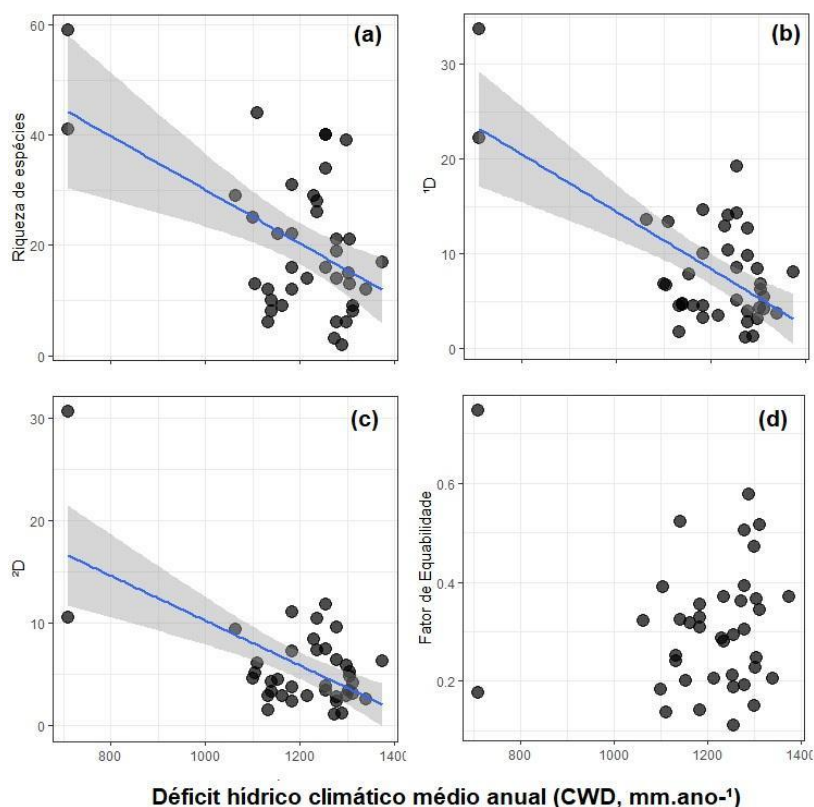 (a)
Riqueza de espécies
60
40
20
0
(b)
¹D
30
20
10
0
(c)
²D
30
20
10
0
800 1000 1200 1400
(d)
Fator de Equabilidade
0.6
0.4
0.2
800 1000 1200 1400
Déficit hídrico climático médio anual (CWD, mm.ano-¹)